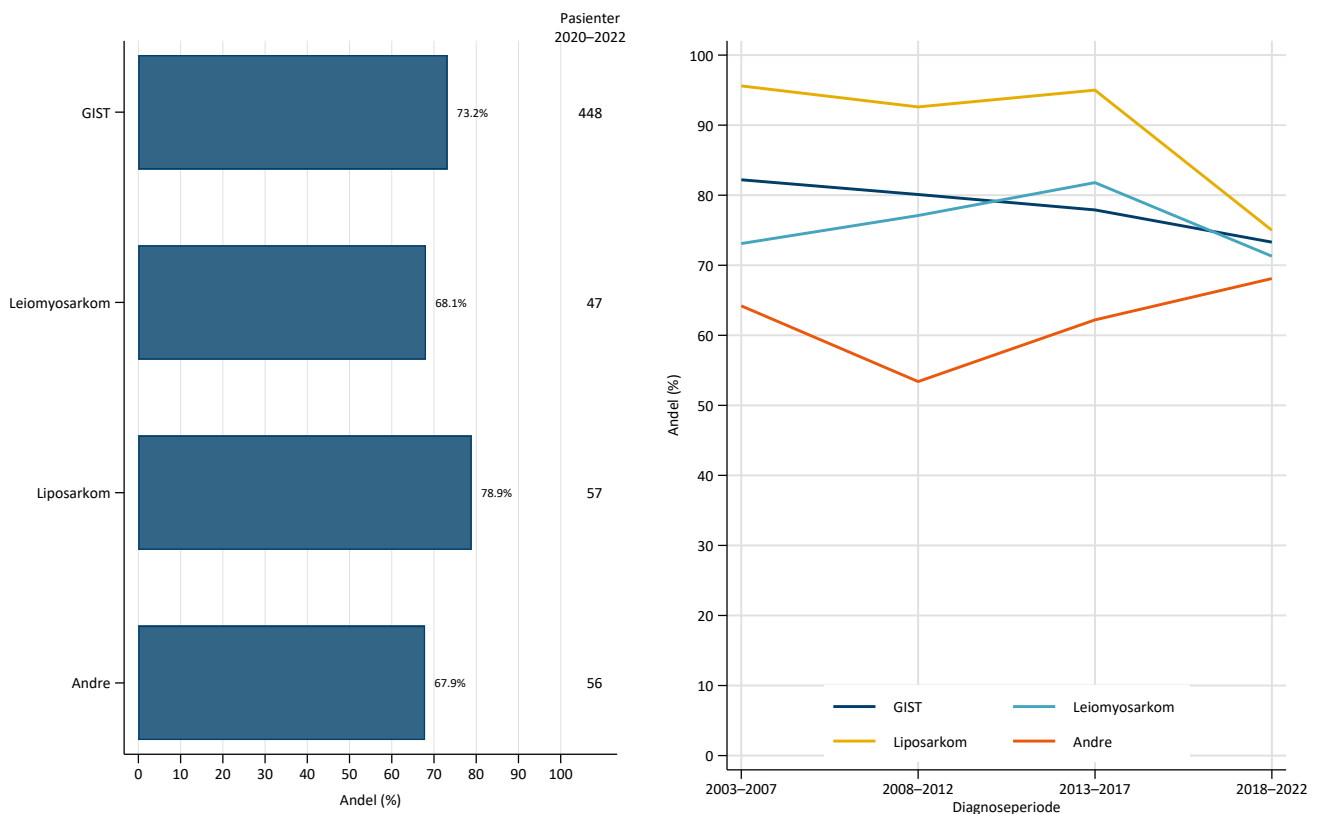 Pasienter
2020–2022
GIST
73.2%
448
Leiomyosarkom
68.1%
47
Liposarkom
78.9%
57
Andre
67.9%
56
0 10 20 30 40 50 60 70 80 90 100
Andel (%)
100
90
80
70
60
50
40
30
20
10
0
Andel (%)
GIST
Leiomyosarkom
Liposarkom
Andre
2003–2007 2008–2012 2013–2017 2018–2022
Diagnoseperiode